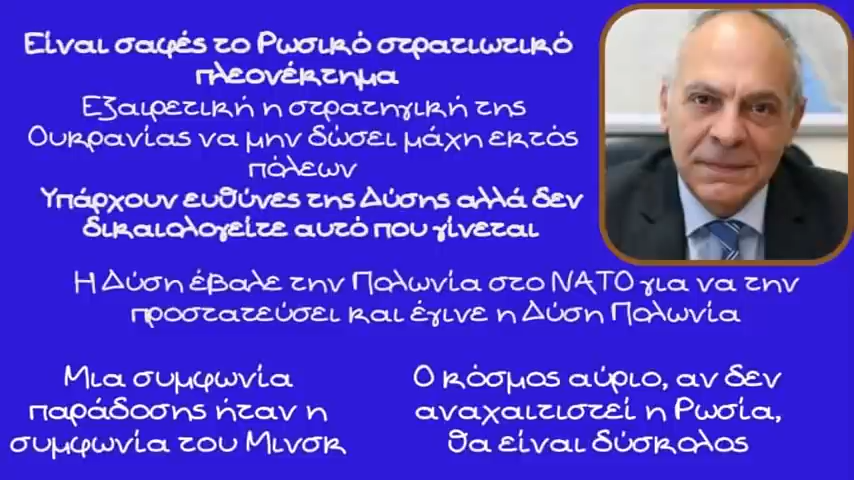 Είναι σαφές το Ρωσικό στρατιωτικό
πλεονέκτημα
Εξαιρετική η στρατηγική της
Ουκρανίας να μην δώσει μάχη εκτός
πόλεων
Υπάρχουν ευθύνες της Δύσης αλλά δεν
δικαιολογείτε αυτό που γίνεται
Η Δύση έβαλε την Πολωνία στο ΝΑΤΟ για να την
προστατεύσει και έγινε η Δύση Πολωνία
Μια συμφωνία
παράδοσης ήταν η
συμφωνία του Μινσκ
Ο κόσμος αύριο, αν δεν
αναχαιτιστεί η Ρωσία,
θα είναι δύσκολος